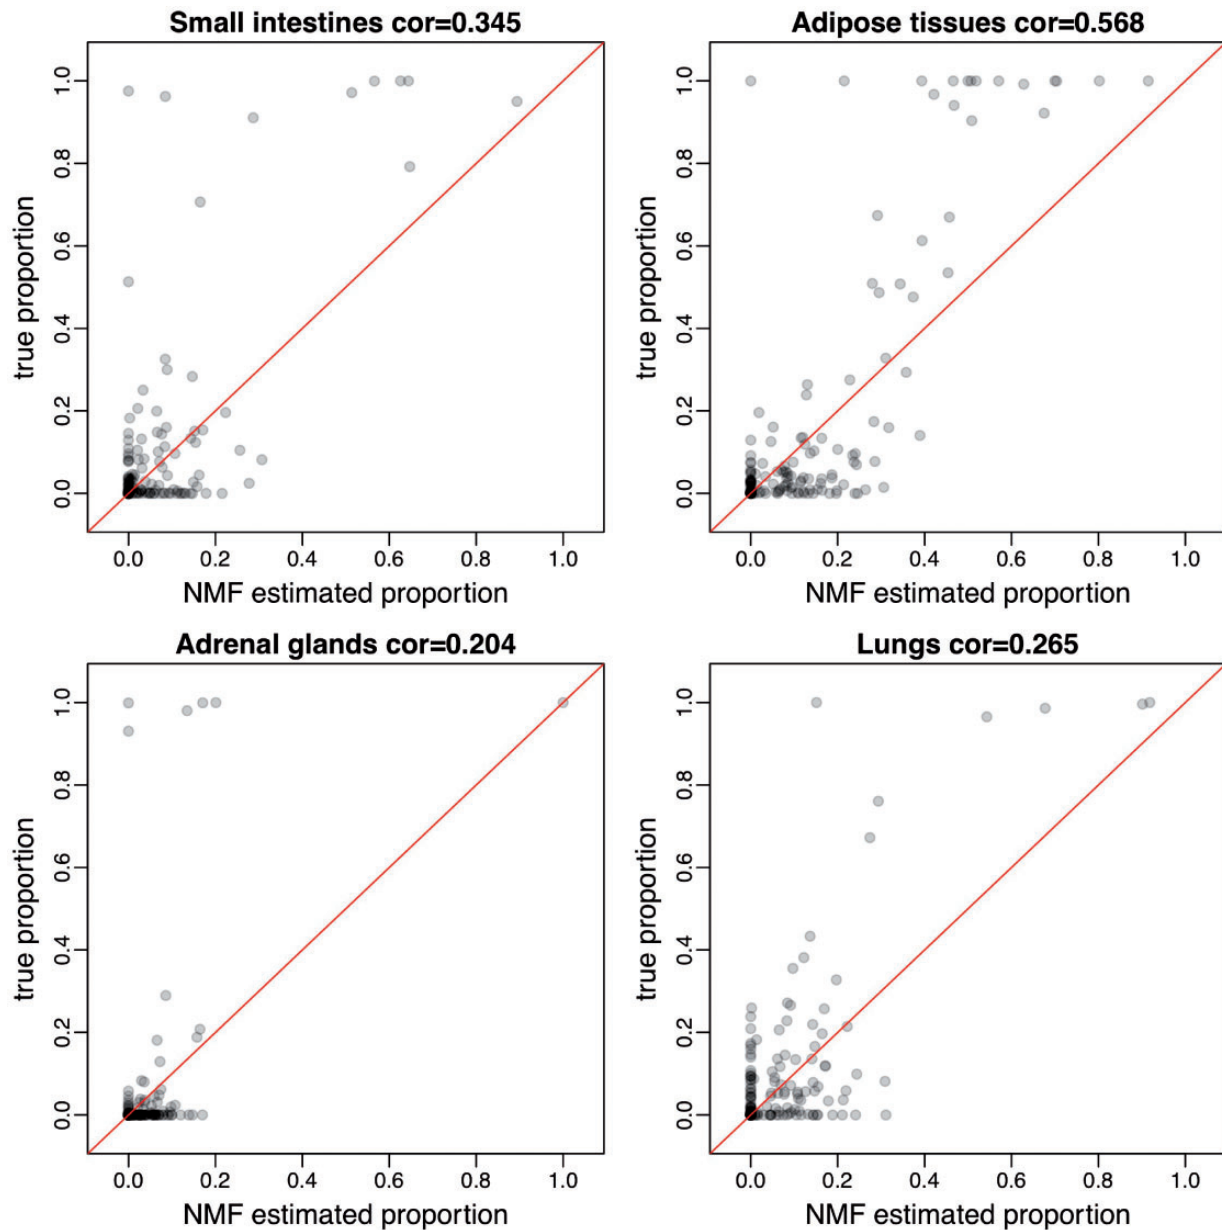 Small intestines cor=0.345
true proportion
1.0
0.8
0.6
0.4
0.2
0.0
0.0 0.2 0.4 0.6 0.8 1.0
NMF estimated proportion
Adipose tissues cor=0.568
true proportion
1.0
0.8
0.6
0.4
0.2
0.0
0.0 0.2 0.4 0.6 0.8 1.0
NMF estimated proportion
Adrenal glands cor=0.204
true proportion
1.0
0.8
0.6
0.4
0.2
0.0
0.0 0.2 0.4 0.6 0.8 1.0
NMF estimated proportion
Lungs cor=0.265
true proportion
1.0
0.8
0.6
0.4
0.2
0.0
0.0 0.2 0.4 0.6 0.8 1.0
NMF estimated proportion